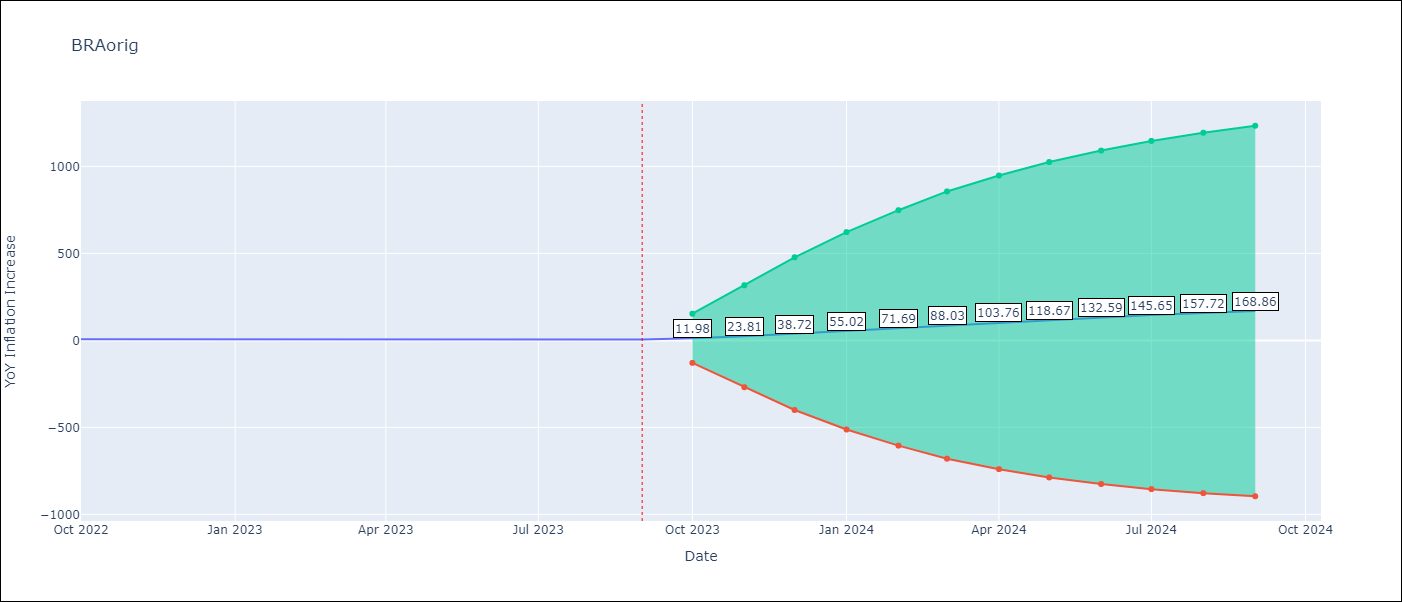 BRAorig
YoY Inflation Increase
1000
500
0
−500
−1000
11.98
23.81
38.72
55.02
71.69
88.03
103.76
118.67
132.59
145.65
157.72
168.86
Oct 2022
Jan 2023
Apr 2023
Jul 2023
Oct 2023
Jan 2024
Apr 2024
Jul 2024
Oct 2024
Date